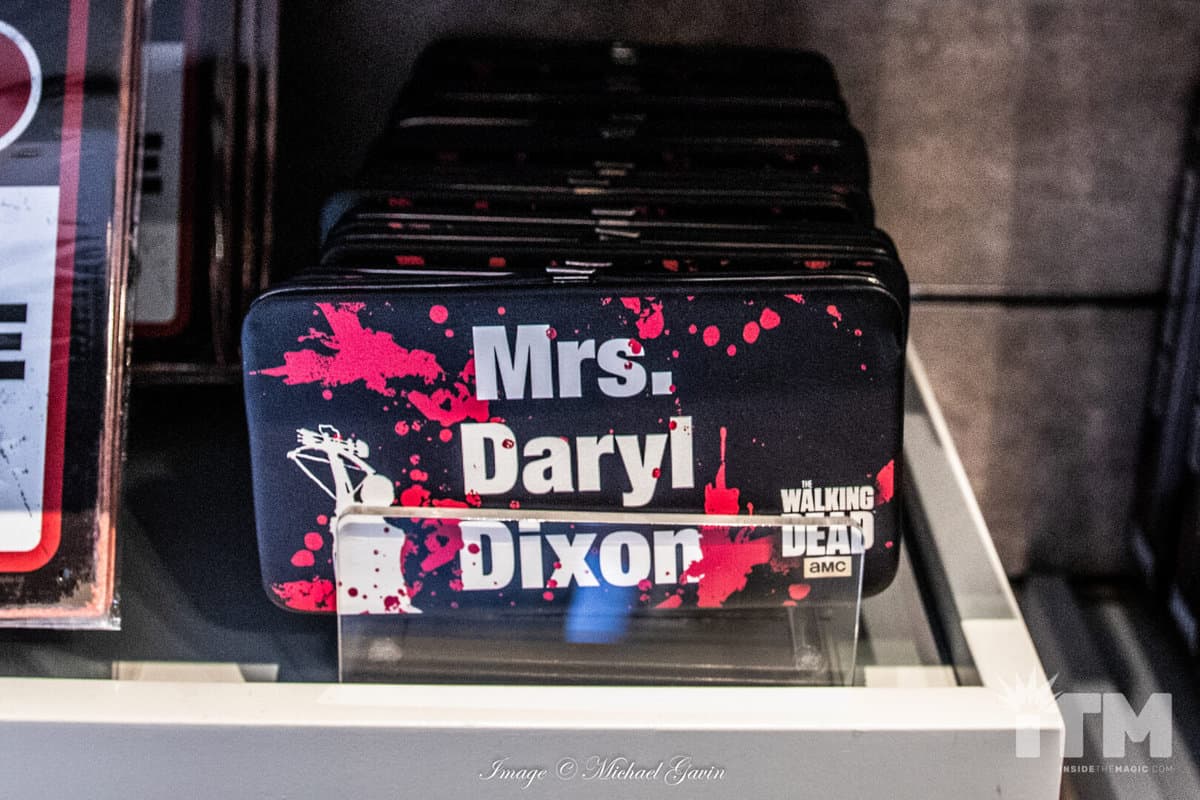 Mrs.
Daryl
Dixon
THE
WALKING
DEAD
aMC
ITM
INSIDETHEMAGIC.COM
Image © Michael Gavin